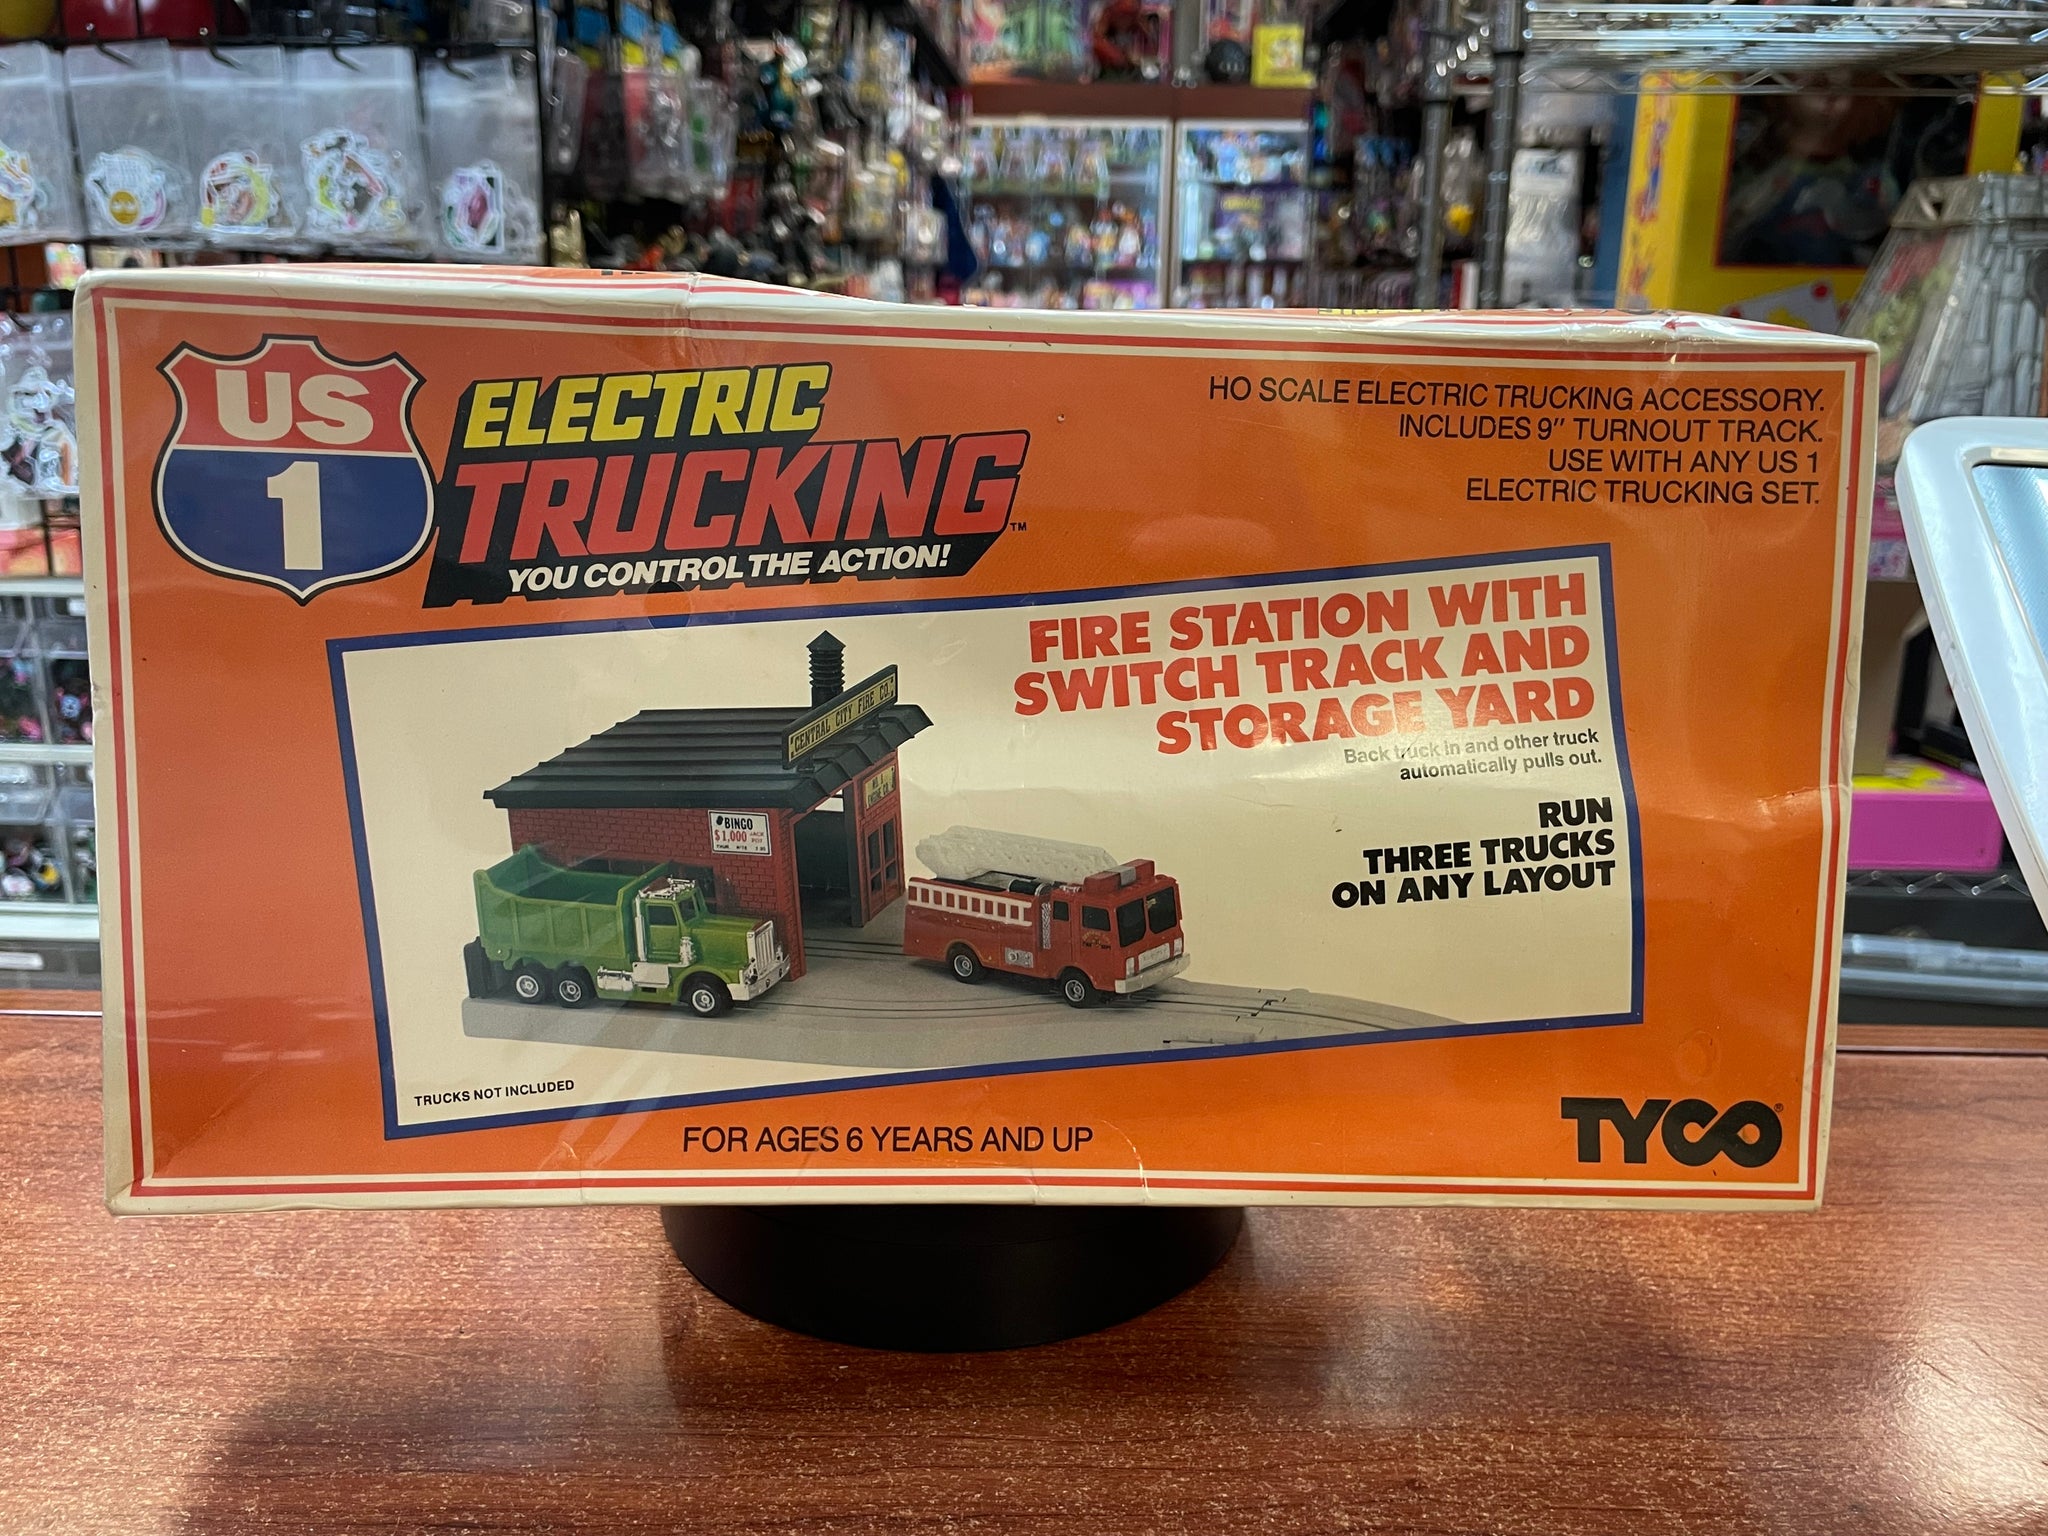 US
1
ELECTRIC
TRUCKING™
YOU CONTROL THE ACTION!
HO SCALE ELECTRIC TRUCKING ACCESSORY.
INCLUDES 9" TURNOUT TRACK.
USE WITH ANY US 1
ELECTRIC TRUCKING SET.
FIRE STATION WITH
SWITCH TRACK AND
STORAGE YARD
Back truck in and other truck
automatically pulls out.
RUN
THREE TRUCKS
ON ANY LAYOUT
CENTRAL CITY FIRE CO.
BINGO
$1,000 JACK
POT
TRUCKS NOT INCLUDED
FOR AGES 6 YEARS AND UP
TYCO®